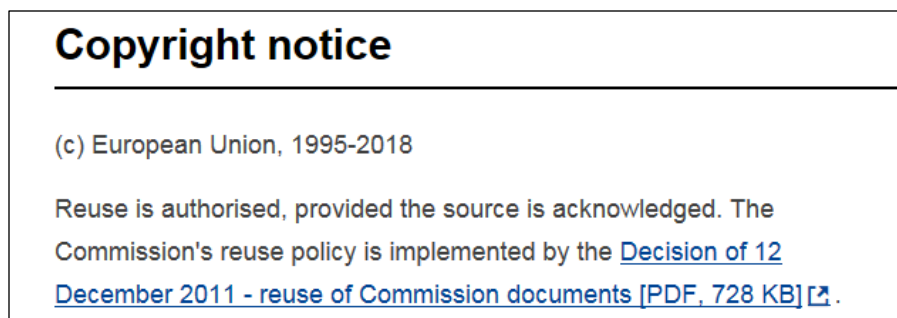 Copyright notice
(c) European Union, 1995-2018
Reuse is authorised, provided the source is acknowledged. The
Commission's reuse policy is implemented by the Decision of 12
December 2011 - reuse of Commission documents [PDF, 728 KB] .